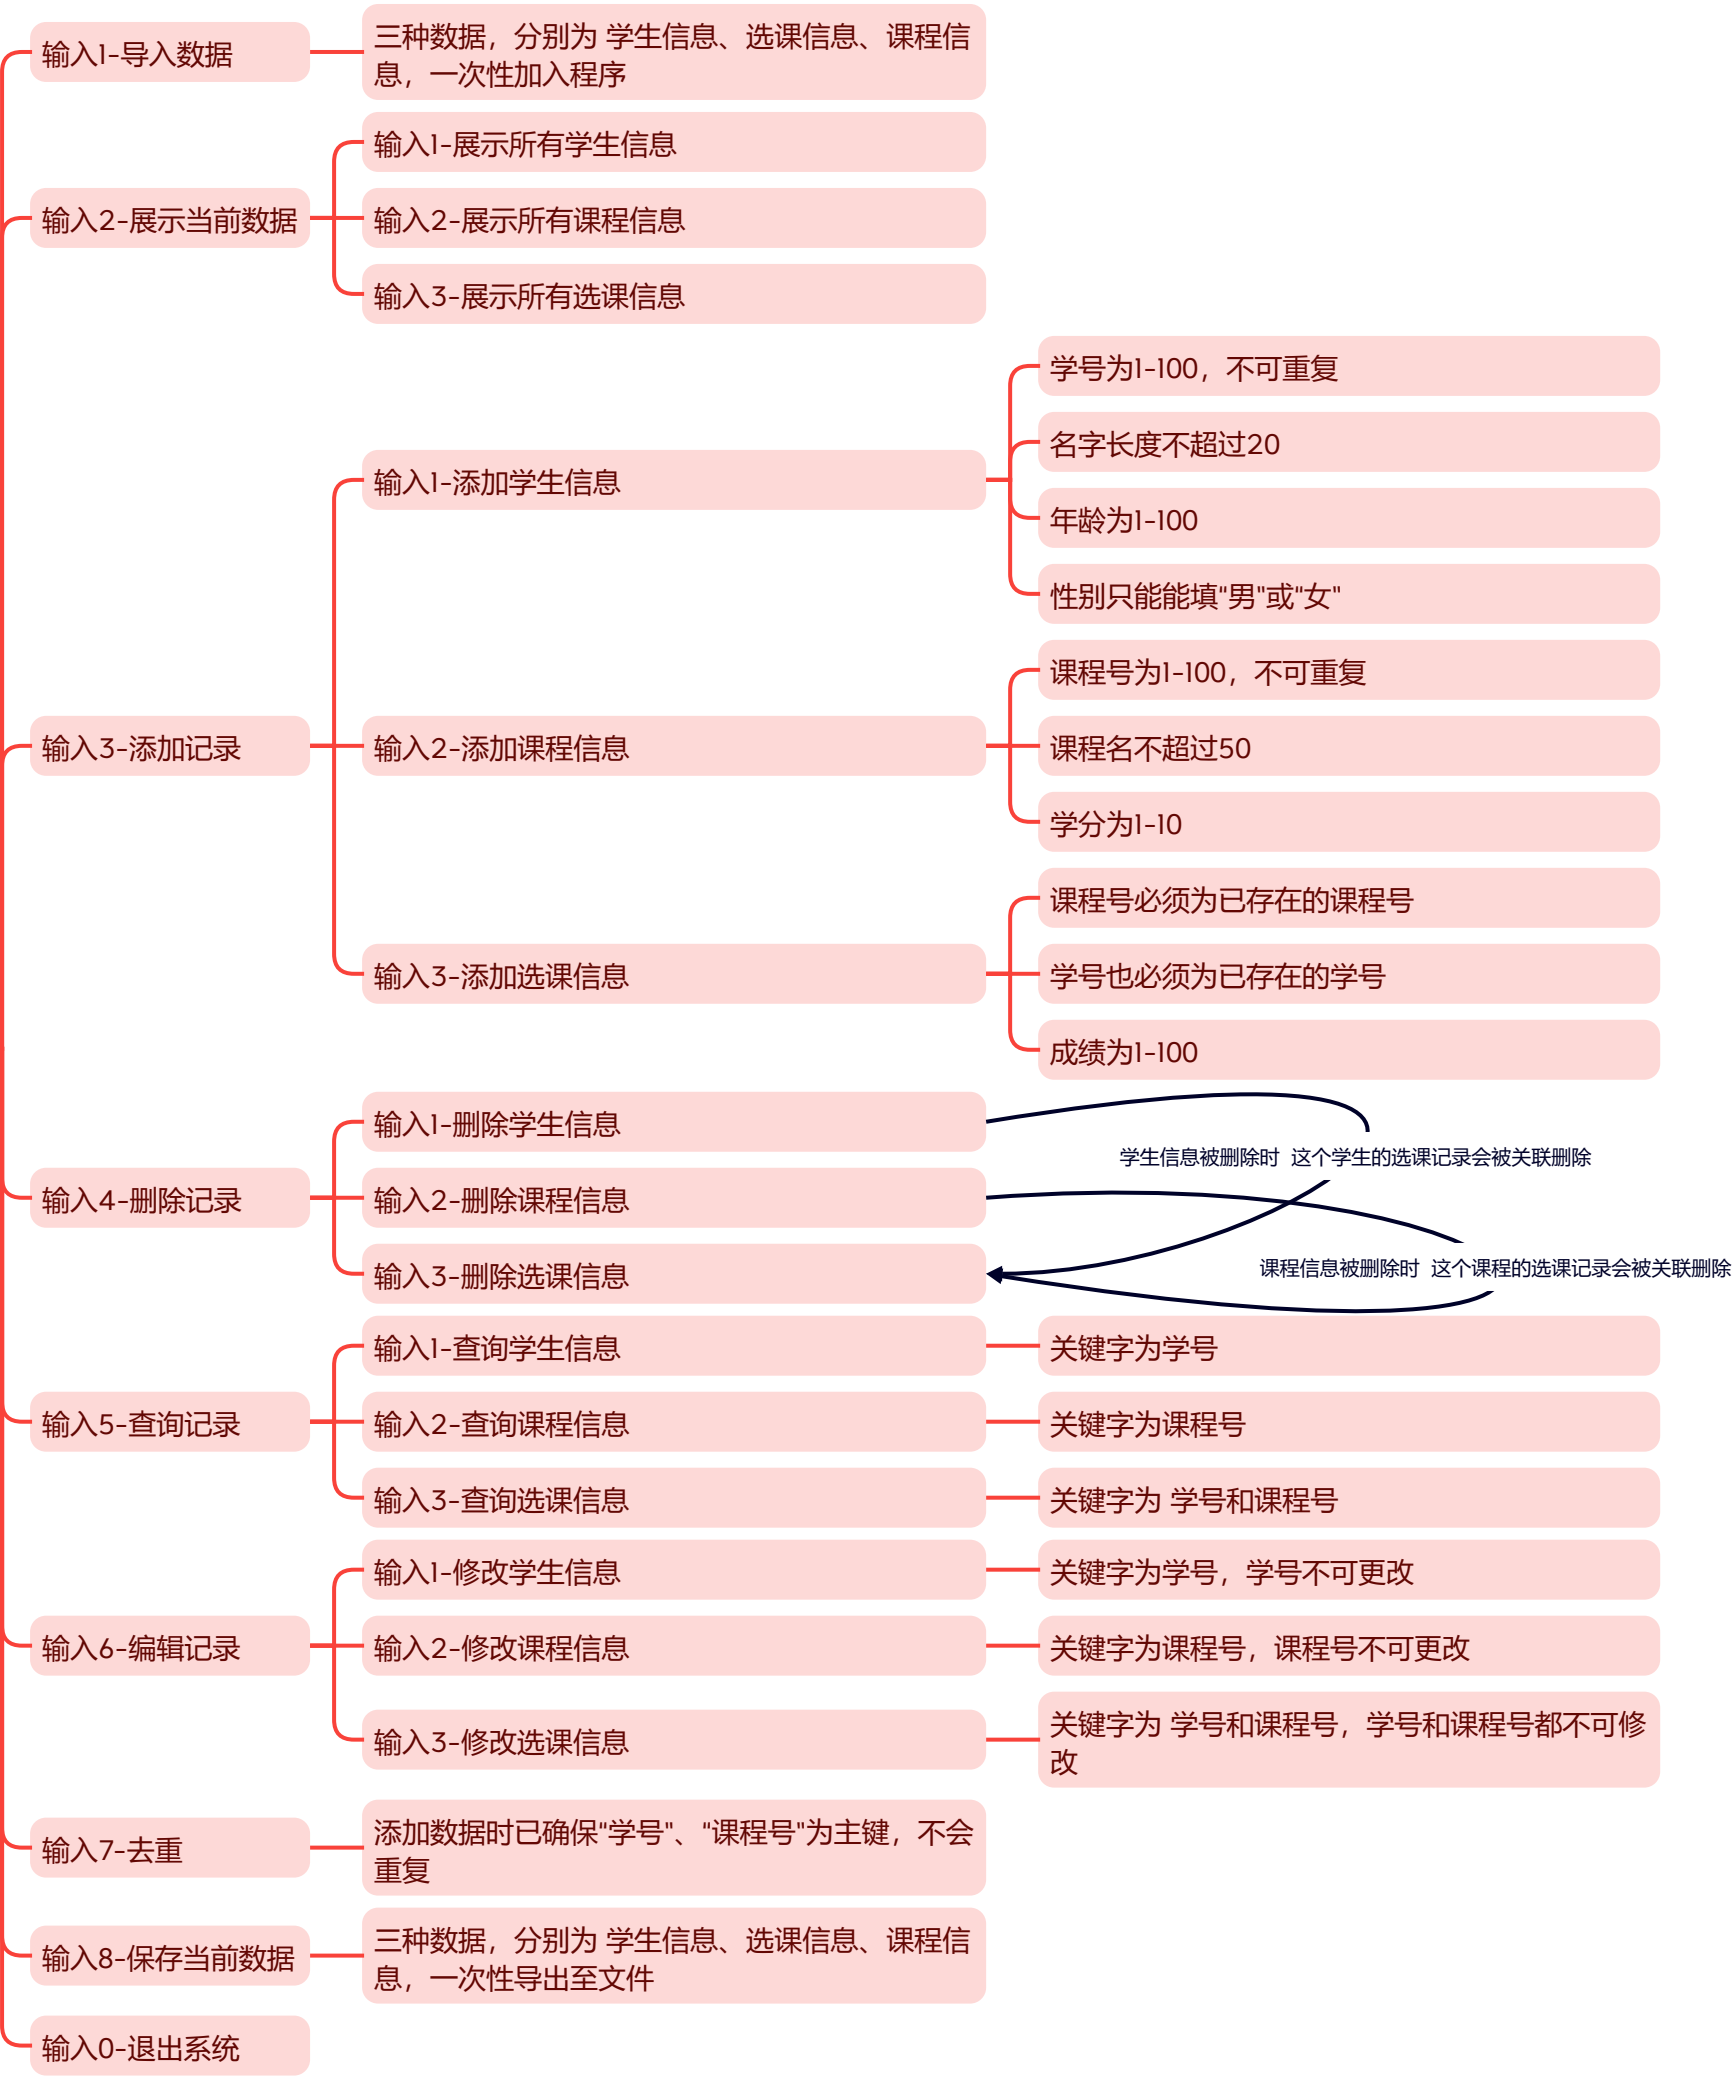 输入1-导入数据
三种数据，分别为 学生信息、选课信息、课程信
息，一次性加入程序
输入2-展示当前数据
输入1-展示所有学生信息
输入2-展示所有课程信息
输入3-展示所有选课信息
输入3-添加记录
输入1-添加学生信息
学号为1-100，不可重复
名字长度不超过20
年龄为1-100
性别只能能填“男”或“女”
输入2-添加课程信息
课程号为1-100，不可重复
课程名不超过50
学分为1-10
输入3-添加选课信息
课程号必须为已存在的课程号
学号也必须为已存在的学号
成绩为1-100
输入4-删除记录
输入1-删除学生信息
学生信息被删除时 这个学生的选课记录会被关联删除
输入2-删除课程信息
课程信息被删除时 这个课程的选课记录会被关联删除
输入3-删除选课信息
输入5-查询记录
输入1-查询学生信息
关键字为学号
输入2-查询课程信息
关键字为课程号
输入3-查询选课信息
关键字为 学号和课程号
输入6-编辑记录
输入1-修改学生信息
关键字为学号，学号不可更改
输入2-修改课程信息
关键字为课程号，课程号不可更改
输入3-修改选课信息
关键字为 学号和课程号，学号和课程号都不可修
改
输入7-去重
添加数据时已确保“学号”、“课程号”为主键，不会
重复
输入8-保存当前数据
三种数据，分别为 学生信息、选课信息、课程信
息，一次性导出至文件
输入0-退出系统